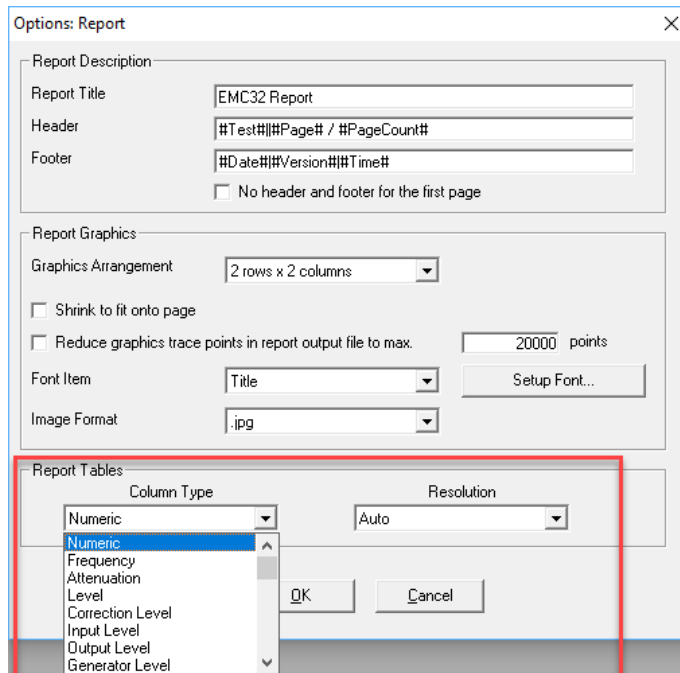 Options: Report
Report Description
Report Title
EMC32 Report
Header
#Test#||#Page# / #PageCount#
Footer
#Date#|#Version#|#Time#
No header and footer for the first page
Report Graphics
Graphics Arrangement
2 rows x 2 columns
Shrink to fit onto page
Reduce graphics trace points in report output file to max.
20000 points
Font Item
Title
Setup Font...
Image Format
.jpg
Report Tables
Column Type
Resolution
Numeric
Auto
Numeric
Frequency
Attenuation
Level
Correction Level
Input Level
Output Level
Generator Level
OK
Cancel